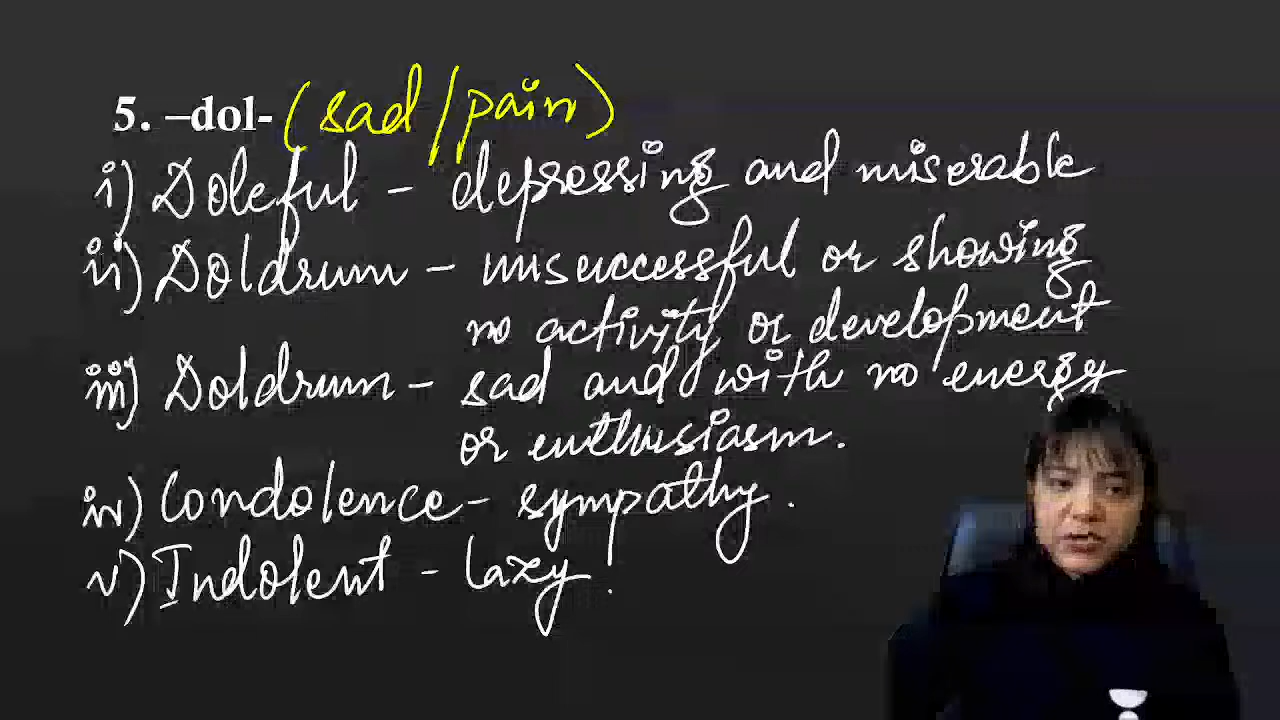 5. –dol- (sad/pain)
i) Doleful - depressing and miserable
ii) Doldrum - unsuccessful or showing
no activity or development
iii) Doldrum - sad and with no energy
or enthusiasm.
iv) Condolence - sympathy.
v) Indolent - lazy.